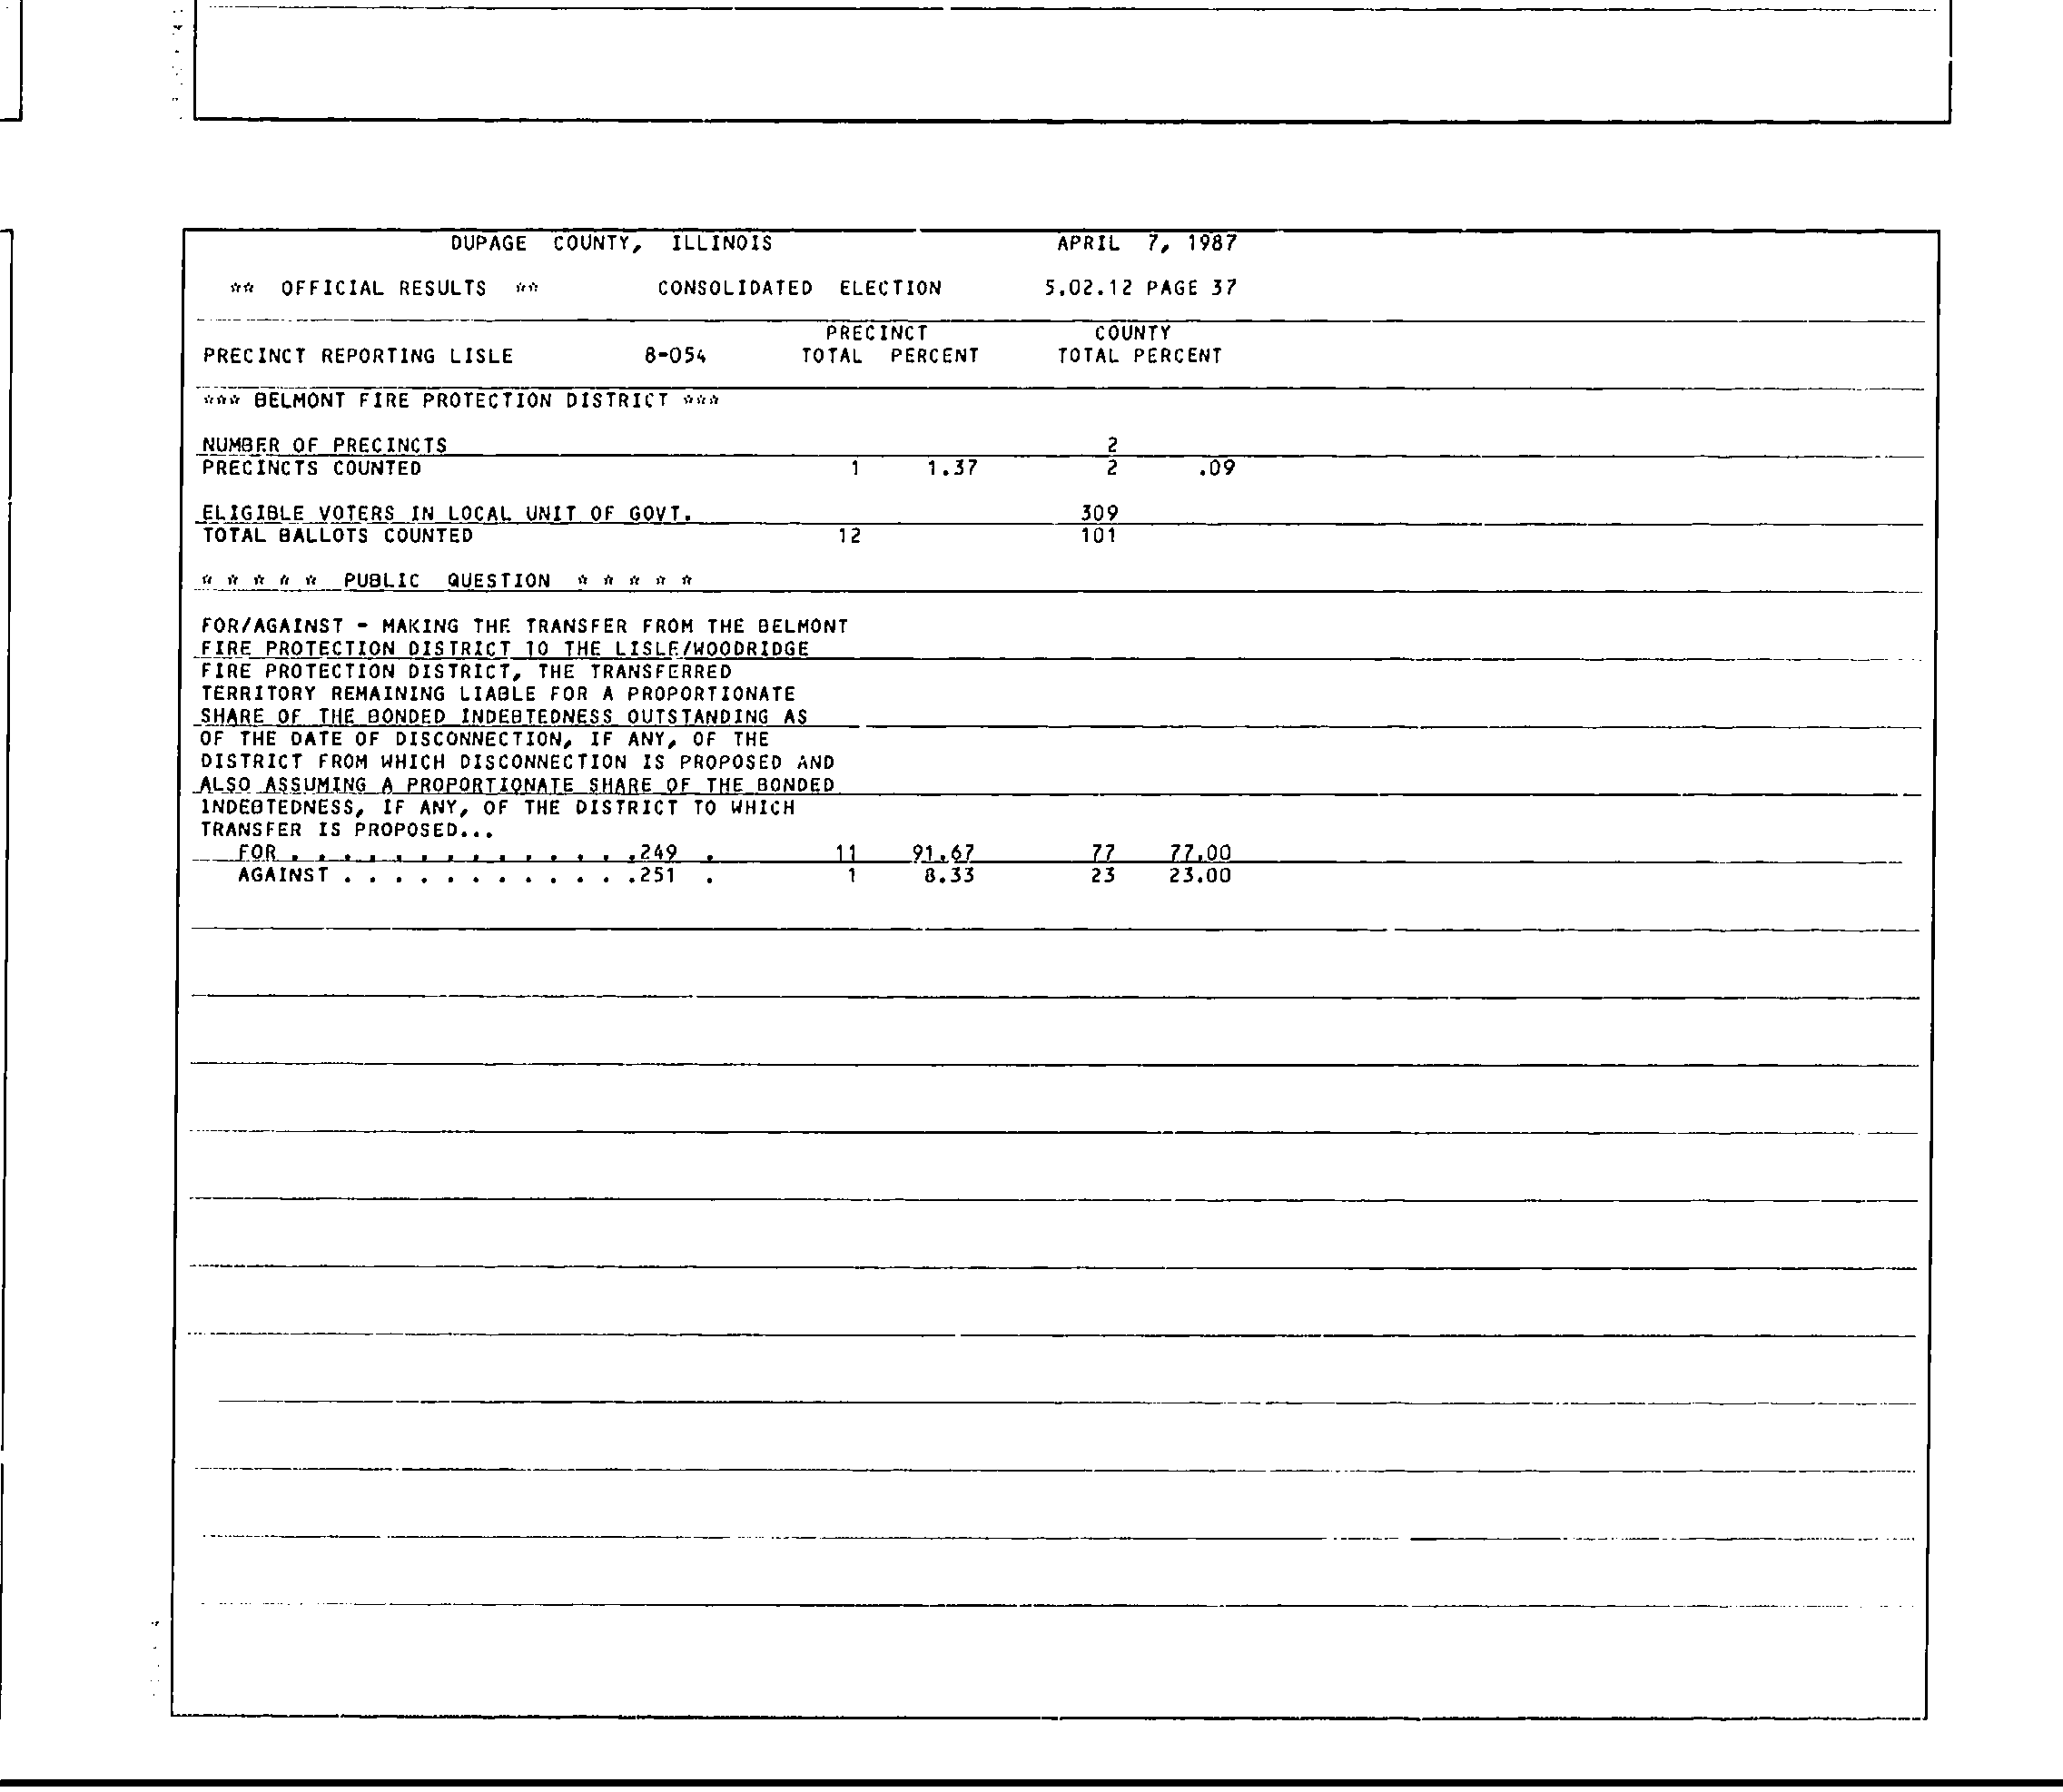 DUPAGE COUNTY, ILLINOIS APRIL 7, 1987
** OFFICIAL RESULTS ** CONSOLIDATED ELECTION 5.02.12 PAGE 37
PRECINCT COUNTY
PRECINCT REPORTING LISLE 8-054 TOTAL PERCENT TOTAL PERCENT
*** BELMONT FIRE PROTECTION DISTRICT ***
NUMBER OF PRECINCTS 2
PRECINCTS COUNTED 1 1.37 2 .09
ELIGIBLE VOTERS IN LOCAL UNIT OF GOVT. 309
TOTAL BALLOTS COUNTED 12 101
* * * * * PUBLIC QUESTION * * * * *
FOR/AGAINST - MAKING THE TRANSFER FROM THE BELMONT
FIRE PROTECTION DISTRICT TO THE LISLE/WOODRIDGE
FIRE PROTECTION DISTRICT, THE TRANSFERRED
TERRITORY REMAINING LIABLE FOR A PROPORTIONATE
SHARE OF THE BONDED INDEBTEDNESS OUTSTANDING AS
OF THE DATE OF DISCONNECTION, IF ANY, OF THE
DISTRICT FROM WHICH DISCONNECTION IS PROPOSED AND
ALSO ASSUMING A PROPORTIONATE SHARE OF THE BONDED
INDEBTEDNESS, IF ANY, OF THE DISTRICT TO WHICH
TRANSFER IS PROPOSED...
FOR . . . . . . . . . . . . . .249 . 11 91.67 77 77.00
AGAINST . . . . . . . . . . . .251 . 1 8.33 23 23.00